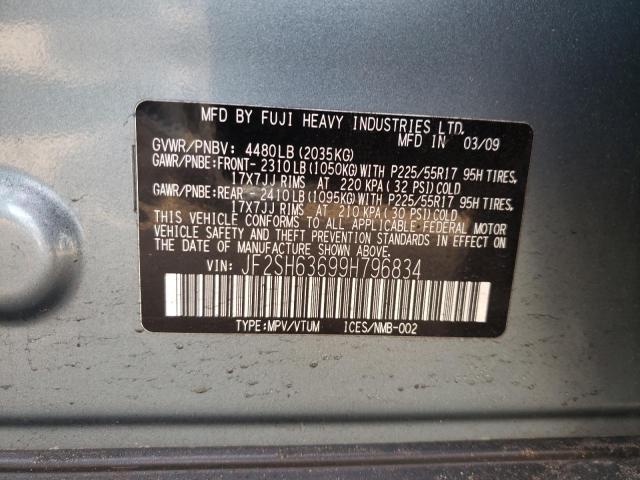 MFD BY FUJI HEAVY INDUSTRIES LTD.
MFD IN 03/09
GVWR/PNBV: 4480LB (2035KG)
GAWR/PNBE:FRONT- 2310LB(1050KG)WITH P225/55R17 95H TIRES,
17X7JJ RIMS AT 220 KPA (32 PSI)COLD
GAWR/PNBE:REAR -2410LB(1095KG)WITH P225/55R17 95H TIRES,
17X7JJ RIMS AT 210 KPA (30 PSI)COLD
THIS VEHICLE CONFORMS TO ALL APPLICABLE FEDERAL MOTOR
VEHICLE SAFETY AND THEFT PREVENTION STANDARDS IN EFFECT ON
THE DATE OF MANUFACTURE SHOWN ABOVE.
VIN: JF2SH63699H796834
TYPE:MPV/VTUM ICES/NMB-002